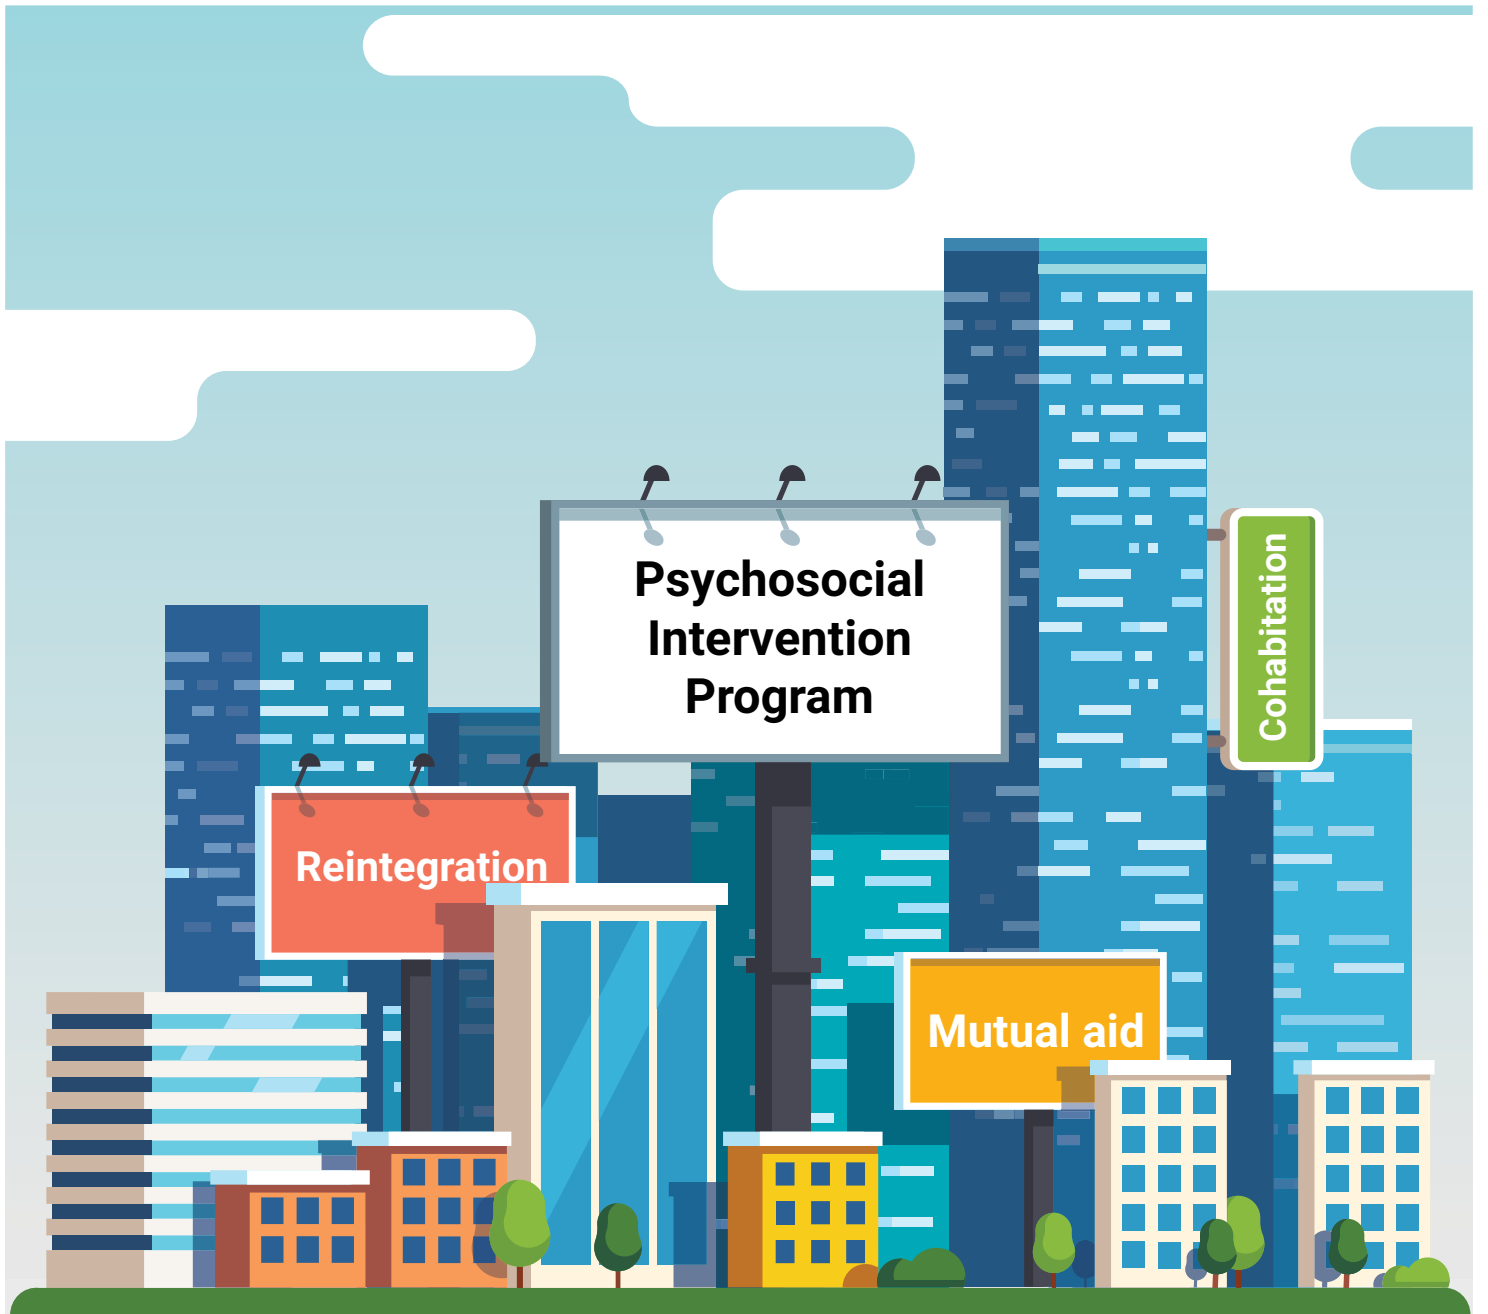 Psychosocial
Intervention
Program
Cohabitation
Reintegration
Mutual aid